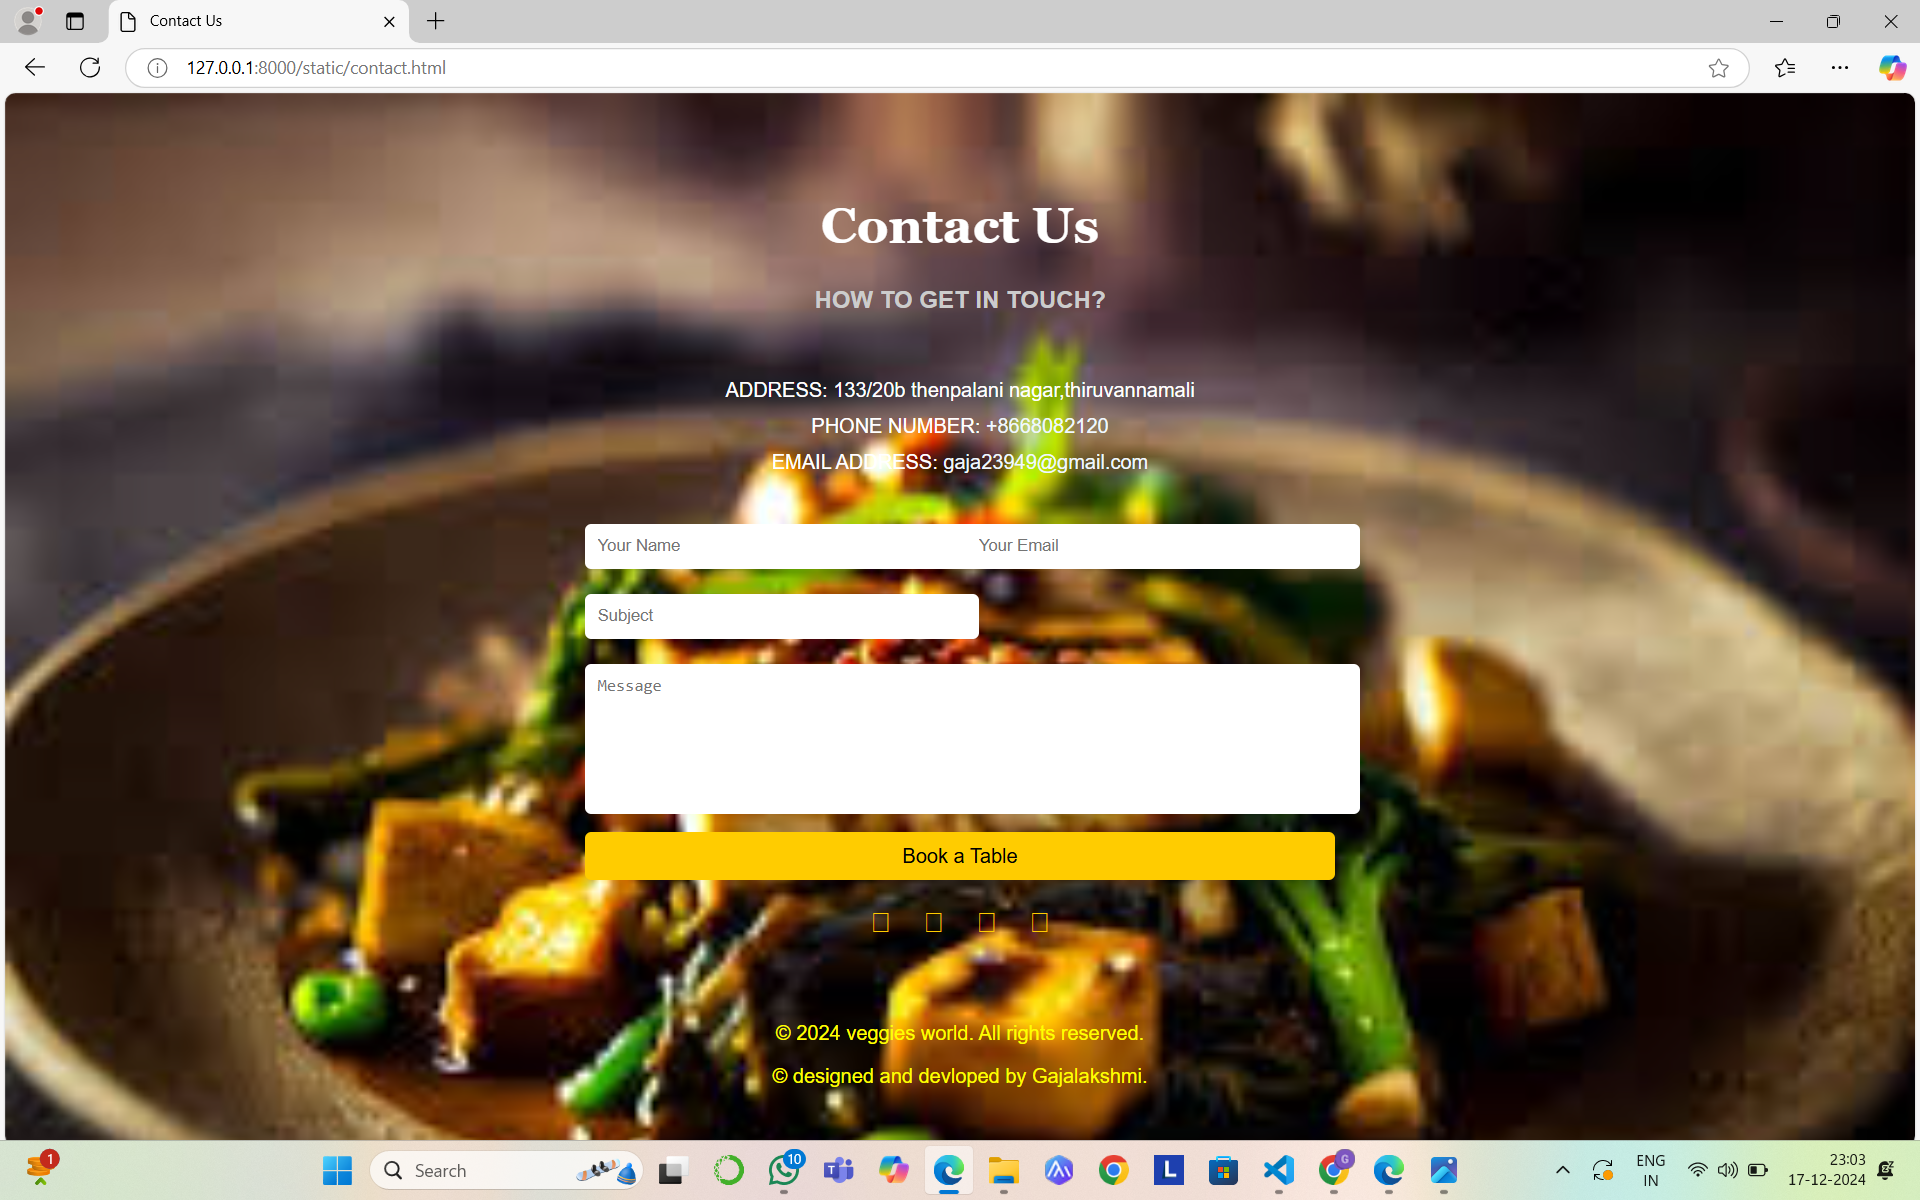 Contact Us
127.0.0.1:8000/static/contact.html
Contact Us
HOW TO GET IN TOUCH?
ADDRESS: 133/20b thenpalani nagar,thiruvannamali
PHONE NUMBER: +8668082120
EMAIL ADDRESS: gaja23949@gmail.com
Your Name Your Email
Subject
Message
Book a Table
© 2024 veggies world. All rights reserved.
© designed and devloped by Gajalakshmi.
1
Search
10
L
G
ENG
IN
23:03
17-12-2024